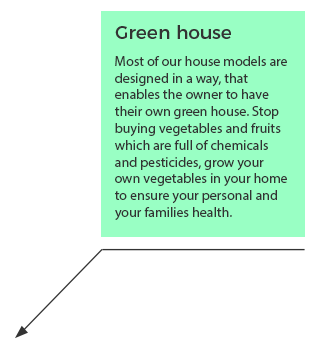 Green house
Most of our house models are
designed in a way, that
enables the owner to have
their own green house. Stop
buying vegetables and fruits
which are full of chemicals
and pesticides, grow your
own vegetables in your home
to ensure your personal and
your families health.